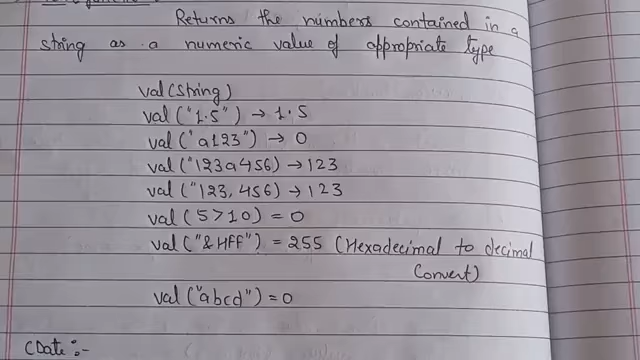 Returns the numbers contained in a
string as a numeric value of appropriate type
val(String)
val("1.5") → 1.5
val("a123") → 0
val("123a456) → 123
val("123,456) → 123
val(5>10) = 0
val("&HFF") = 255 (Hexadecimal to decimal
Convert)
val("abcd") = 0
CDate :-